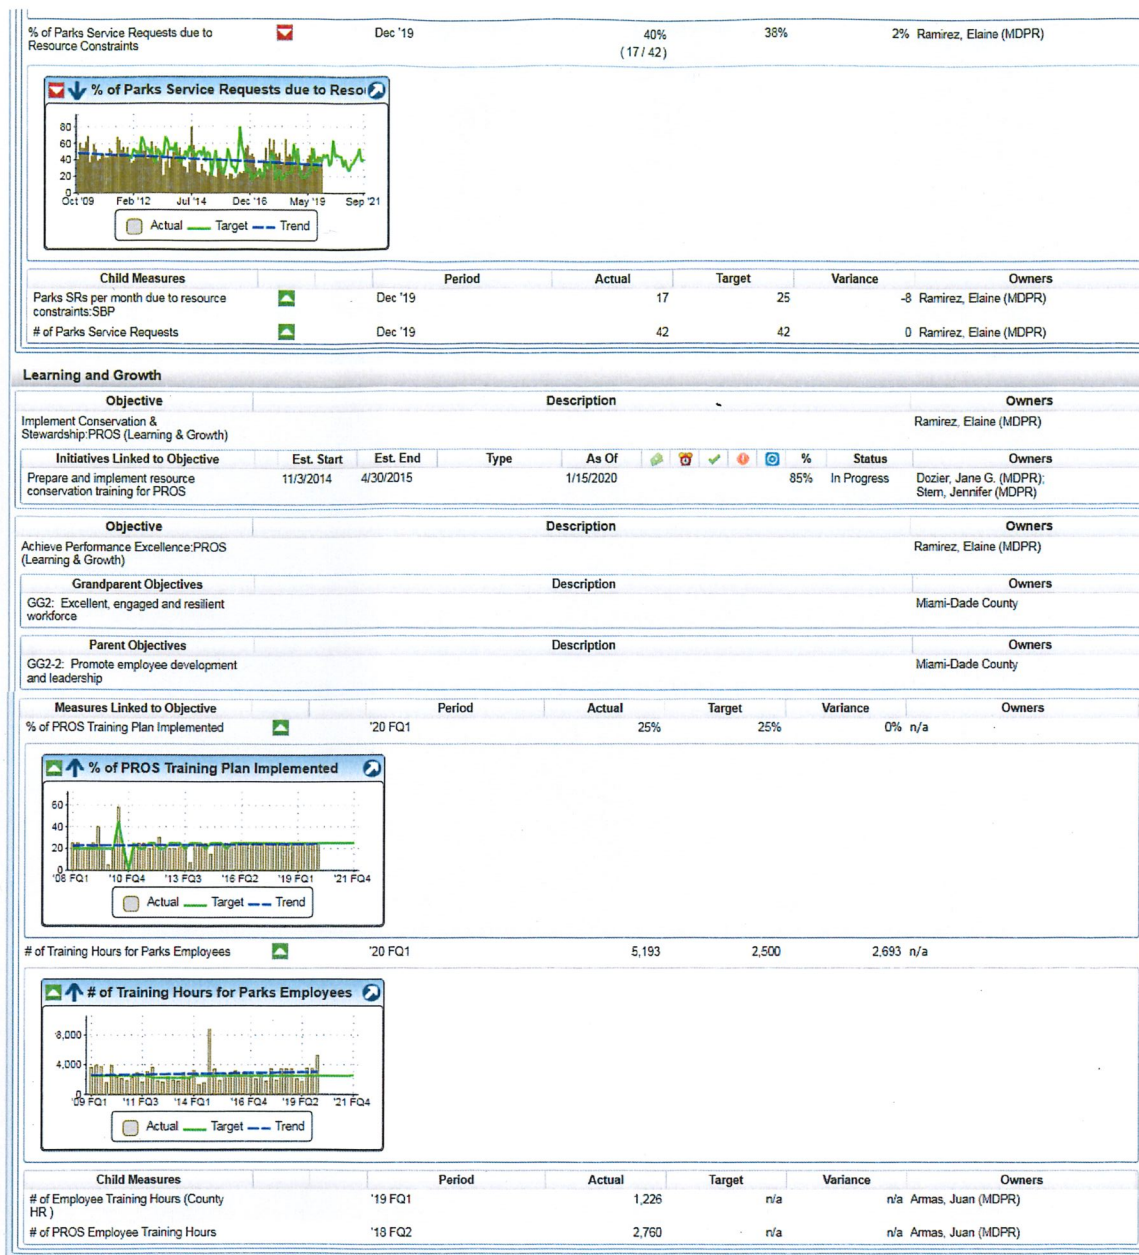 % of Parks Service Requests due to Resource Constraints Dec '19 40% (17 / 42) 38% 2% Ramirez, Elaine (MDPR)
% of Parks Service Requests due to Reso
80
60
40
20
0
Oct '09 Feb '12 Jul '14 Dec '16 May '19 Sep '21
Actual Target Trend
Child Measures Period Actual Target Variance Owners
Parks SRs per month due to resource constraints:SBP Dec '19 17 25 -8 Ramirez, Elaine (MDPR)
# of Parks Service Requests Dec '19 42 42 0 Ramirez, Elaine (MDPR)
Learning and Growth
Objective Description Owners
Implement Conservation & Stewardship:PROS (Learning & Growth) Ramirez, Elaine (MDPR)
Initiatives Linked to Objective Est. Start Est. End Type As Of % Status Owners
Prepare and implement resource conservation training for PROS 11/3/2014 4/30/2015 1/15/2020 85% In Progress Dozier, Jane G. (MDPR); Stern, Jennifer (MDPR)
Objective Description Owners
Achieve Performance Excellence:PROS (Learning & Growth) Ramirez, Elaine (MDPR)
Grandparent Objectives Description Owners
GG2: Excellent, engaged and resilient workforce Miami-Dade County
Parent Objectives Description Owners
GG2-2: Promote employee development and leadership Miami-Dade County
Measures Linked to Objective Period Actual Target Variance Owners
% of PROS Training Plan Implemented '20 FQ1 25% 25% 0% n/a
% of PROS Training Plan Implemented
60
40
20
0
'08 FQ1 '10 FQ4 '13 FQ3 '16 FQ2 '19 FQ1 '21 FQ4
Actual Target Trend
# of Training Hours for Parks Employees '20 FQ1 5,193 2,500 2,693 n/a
# of Training Hours for Parks Employees
8,000
4,000
0
'09 FQ1 '11 FQ3 '14 FQ1 '16 FQ4 '19 FQ2 '21 FQ4
Actual Target Trend
Child Measures Period Actual Target Variance Owners
# of Employee Training Hours (County HR ) '19 FQ1 1,226 n/a n/a Armas, Juan (MDPR)
# of PROS Employee Training Hours '18 FQ2 2,760 n/a n/a Armas, Juan (MDPR)